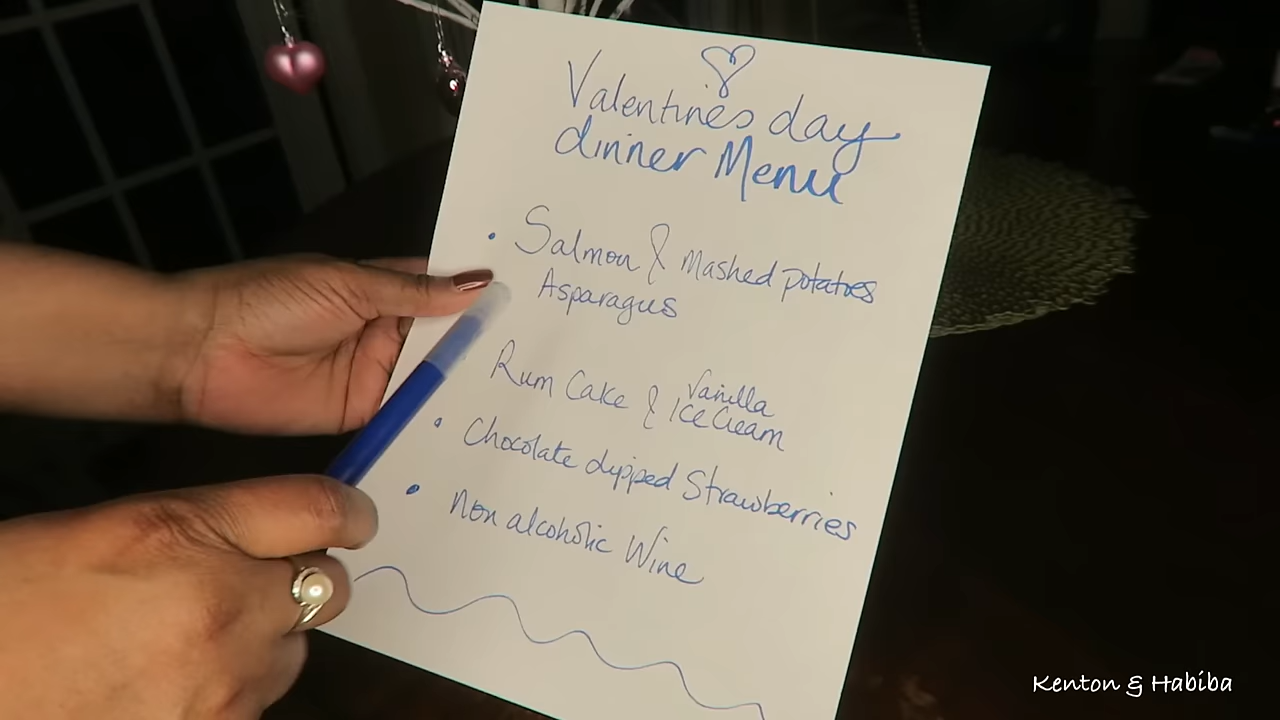 Valentines day
dinner Menu
• Salmon & Mashed potatoes
Asparagus
Rum Cake & Vanilla
Ice Cream
• Chocolate dipped Strawberries
• Non alcoholic Wine
Kenton & Habiba